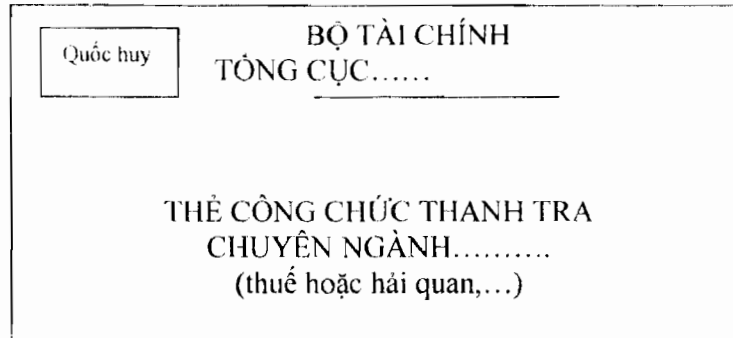 Quốc huy
BỘ TÀI CHÍNH
TỔNG CỤC......
THẺ CÔNG CHỨC THANH TRA
CHUYÊN NGÀNH..........
(thuế hoặc hải quan,...)